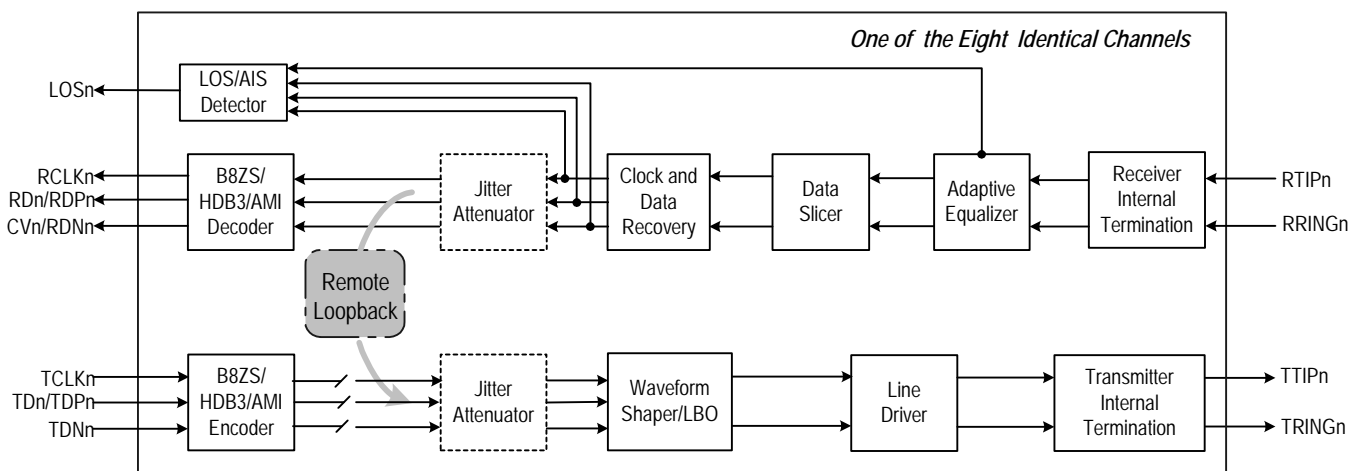 One of the Eight Identical Channels
LOSn
LOS/AIS
Detector
RCLKn
RDn/RDPn
CVn/RDNn
B8ZS/
HDB3/AMI
Decoder
Jitter
Attenuator
Clock and
Data
Recovery
Data
Slicer
Adaptive
Equalizer
Receiver
Internal
Termination
RTIPn
RRINGn
Remote
Loopback
TCLKn
TDn/TDPn
TDNn
B8ZS/
HDB3/AMI
Encoder
Jitter
Attenuator
Waveform
Shaper/LBO
Line
Driver
Transmitter
Internal
Termination
TTIPn
TRINGn